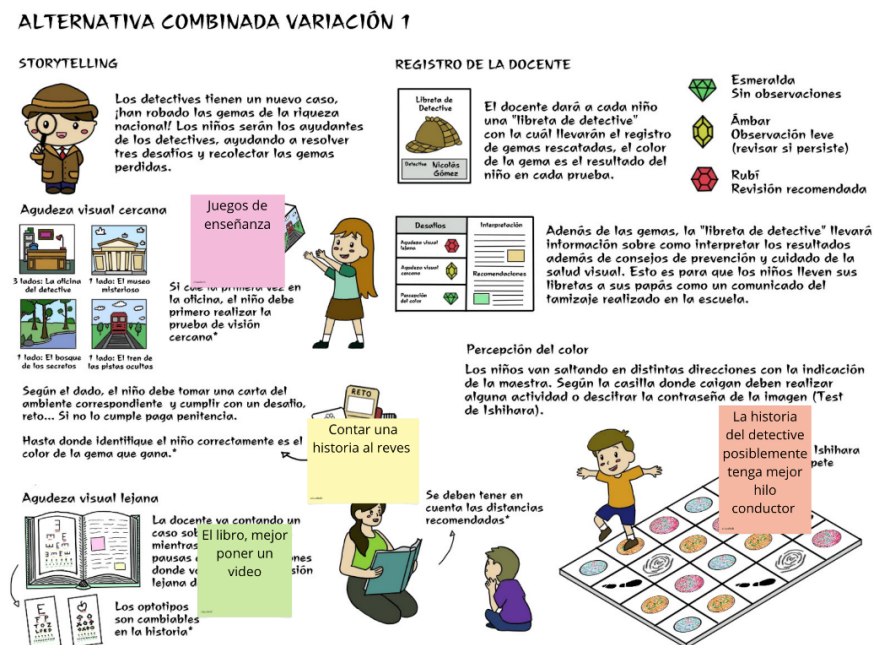 ALTERNATIVA COMBINADA VARIACIÓN 1
STORYTELLING
Los detectives tienen un nuevo caso,
¡han robado las gemas de la riqueza
nacional! Los niños serán los ayudantes
de los detectives, ayudando a resolver
tres desafíos y recolectar las gemas
perdidas.
Agudeza visual cercana
3 lados: La oficina
del detective
1 lado: El museo
misterioso
1 lado: El bosque
de los secretos
1 lado: El tren de
las pistas ocultas
Juegos de
enseñanza
Si cae la primera vez en
la oficina, el niño debe
primero realizar la
prueba de visión
cercana*
Según el dado, el niño debe tomar una carta del
ambiente correspondiente y cumplir con un desafío,
reto... Si no lo cumple paga penitencia.
Hasta donde identifique el niño correctamente es el
color de la gema que gana.*
RETO
Contar una
historia al reves
Agudeza visual lejana
La docente va contando un
caso
mientras
pausas
donde
lejana
El libro, mejor
poner un
video
Los optotipos
son cambiables
en la historia*
Se deben tener en
cuenta las distancias
recomendadas*
REGISTRO DE LA DOCENTE
Libreta de
Detective
Detective Nicolás
Gómez
El docente dará a cada niño
una "libreta de detective"
con la cuál llevarán el registro
de gemas rescatadas, el color
de la gema es el resultado del
niño en cada prueba.
Esmeralda
Sin observaciones
Ámbar
Observación leve
(revisar si persiste)
Rubí
Revisión recomendada
Desafíos
Agudeza visual
lejana
Agudeza visual
cercana
Percepción
del color
Interpretación
Recomendaciones
Además de las gemas, la "libreta de detective" llevará
información sobre como interpretar los resultados
además de consejos de prevención y cuidado de la
salud visual. Esto es para que los niños lleven sus
libretas a sus papás como un comunicado del
tamizaje realizado en la escuela.
Percepción del color
Los niños van saltando en distintas direcciones con la indicación
de la maestra. Según la casilla donde caigan deben realizar
alguna actividad o descifrar la contraseña de la imagen (Test
de Ishihara).
La historia
del detective
posiblemente
tenga mejor
hilo
conductor
Ishihara